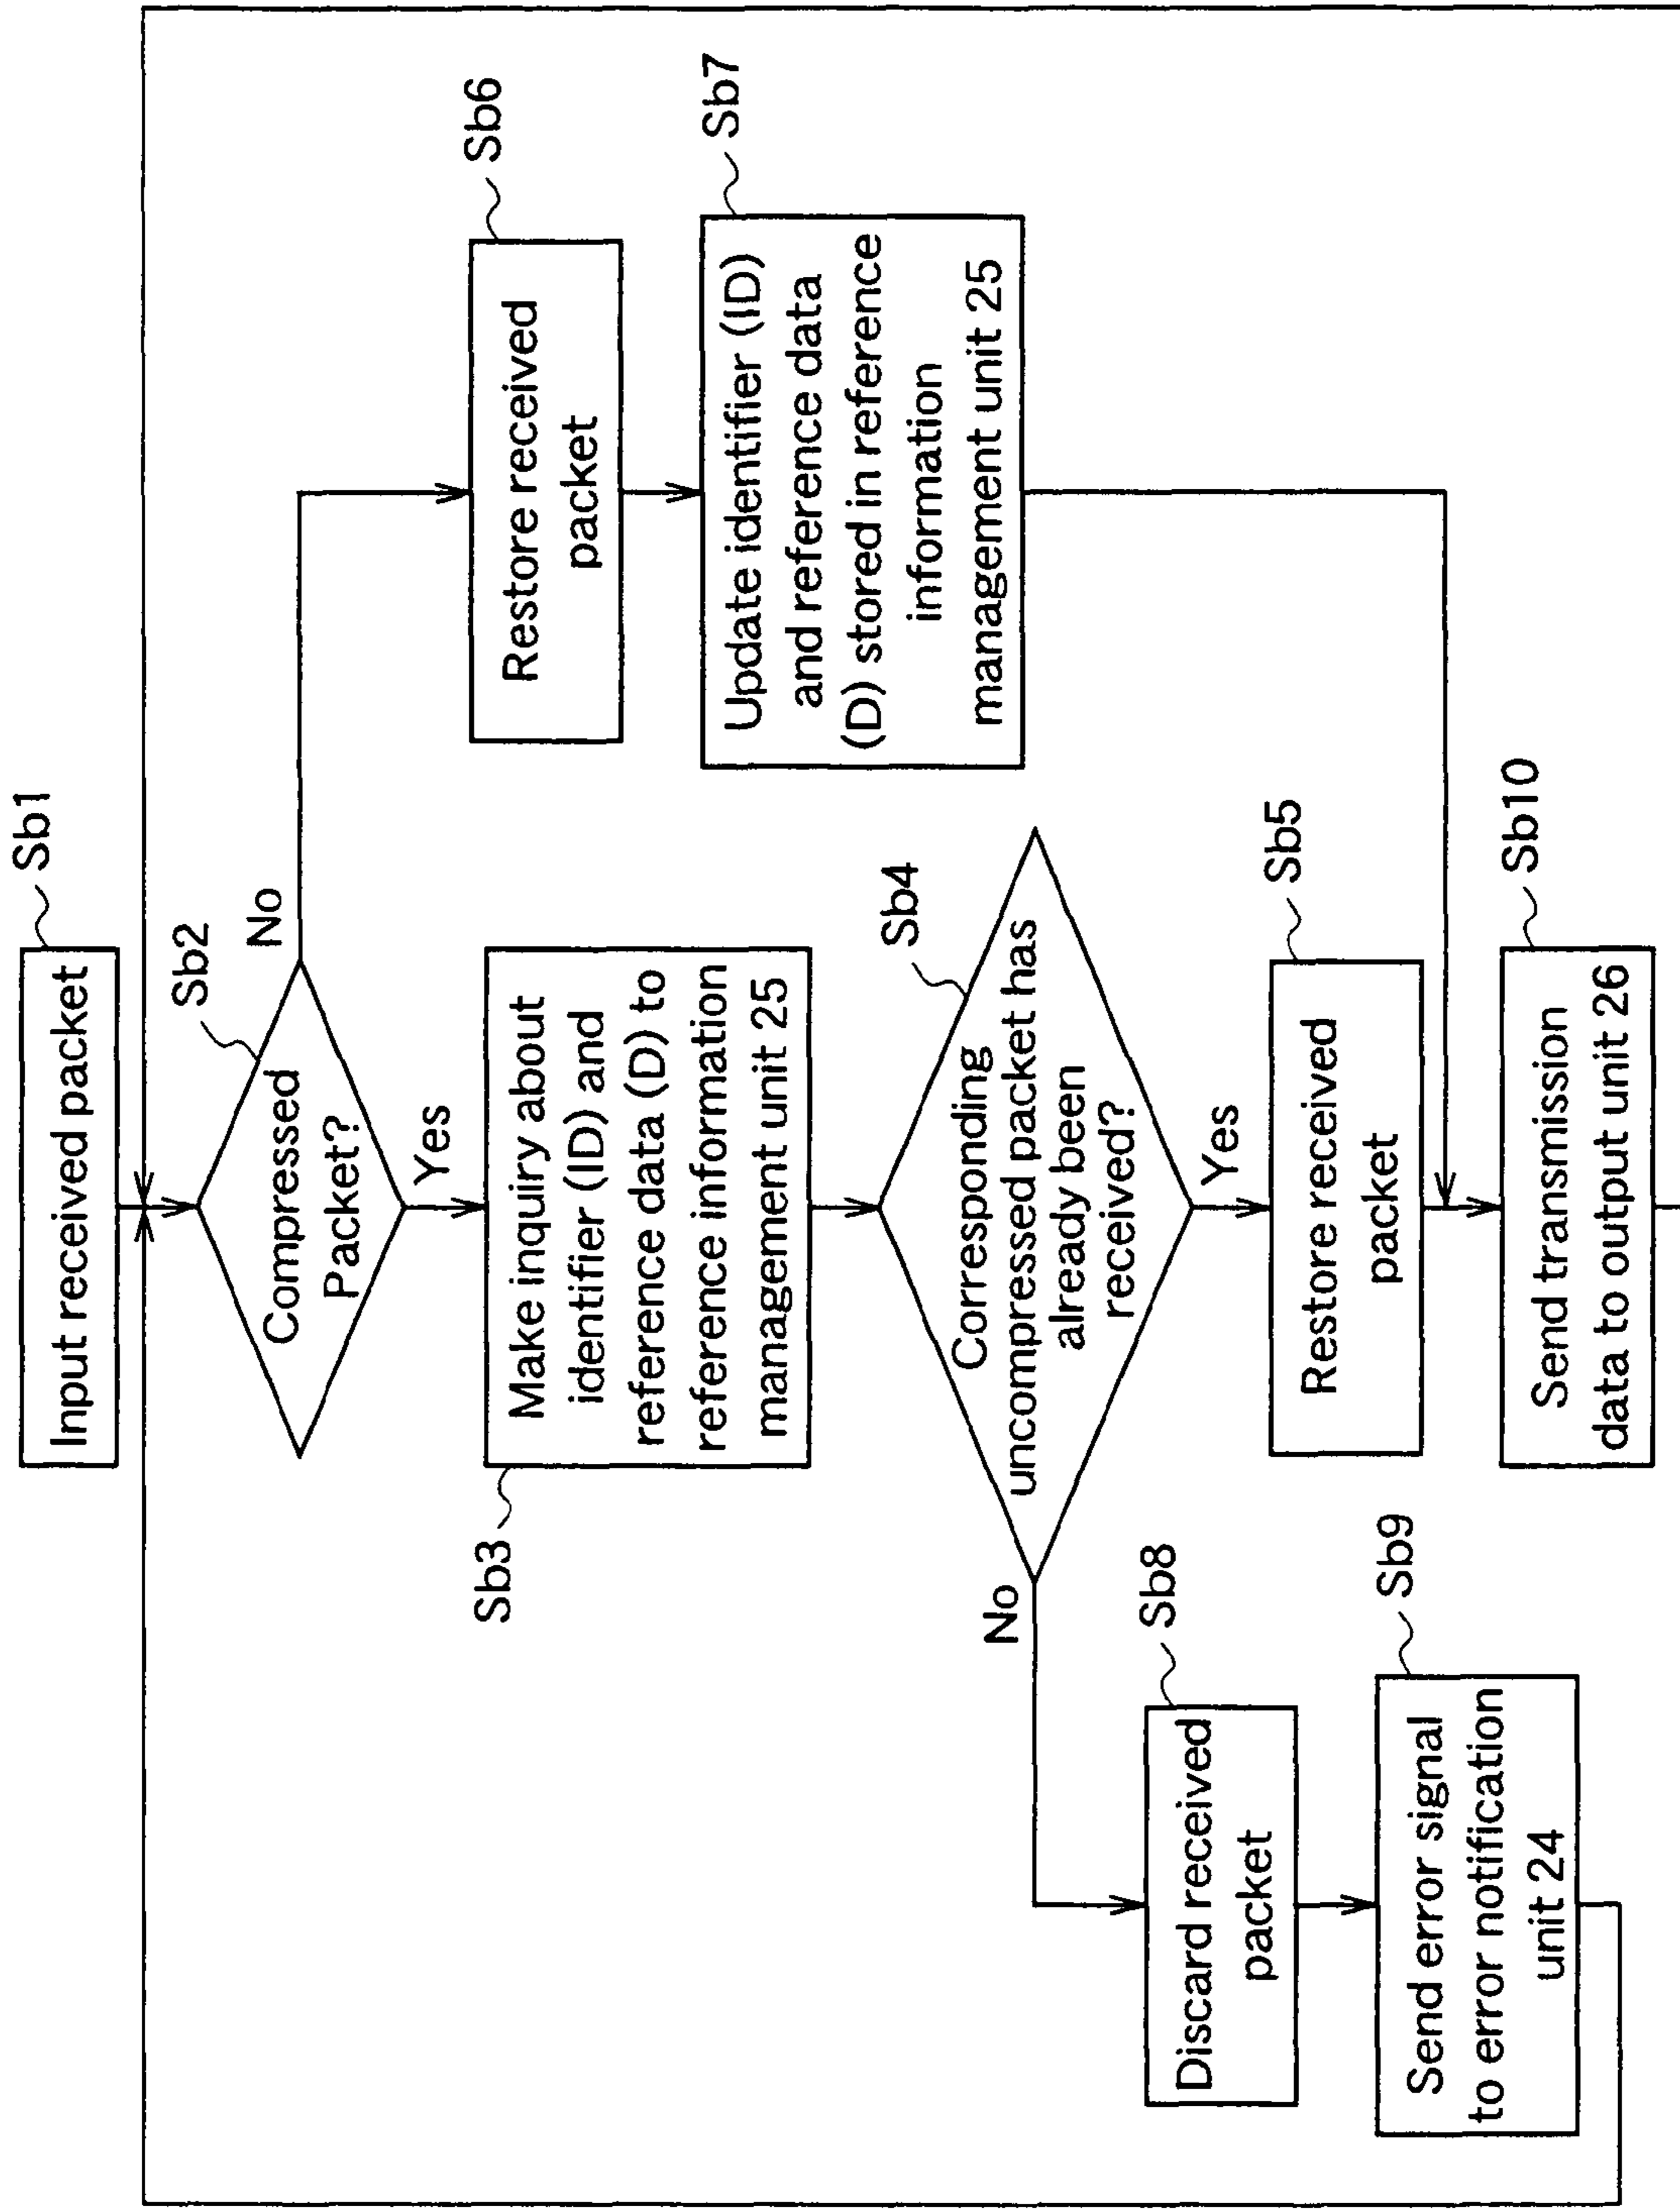 Input received packet
Sb1
Sb2
Compressed
Packet?
No
Yes
Sb3
Make inquiry about
identifier (ID) and
reference data (D) to
reference information
management unit 25
Sb6
Restore received
packet
Sb7
Update identifier (ID)
and reference data
(D) stored in reference
information
management unit 25
Sb4
Corresponding
uncompressed packet has
already been
received?
No
Yes
Sb8
Discard received
packet
Sb5
Restore received
packet
Sb9
Send error signal
to error notification
unit 24
Sb10
Send transmission
data to output unit 26